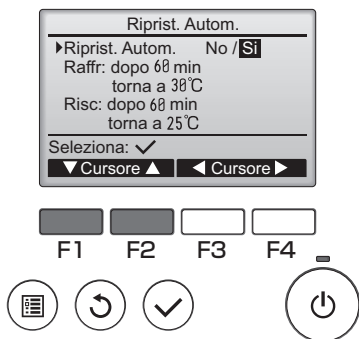 Riprist. Autom.
▶Riprist. Autom. No / Si
Raffr: dopo 60 min
torna a 30°C
Risc: dopo 60 min
torna a 25°C
Seleziona: ✓
▼ Cursore ▲ ◀ Cursore ▶
F1 F2 F3 F4